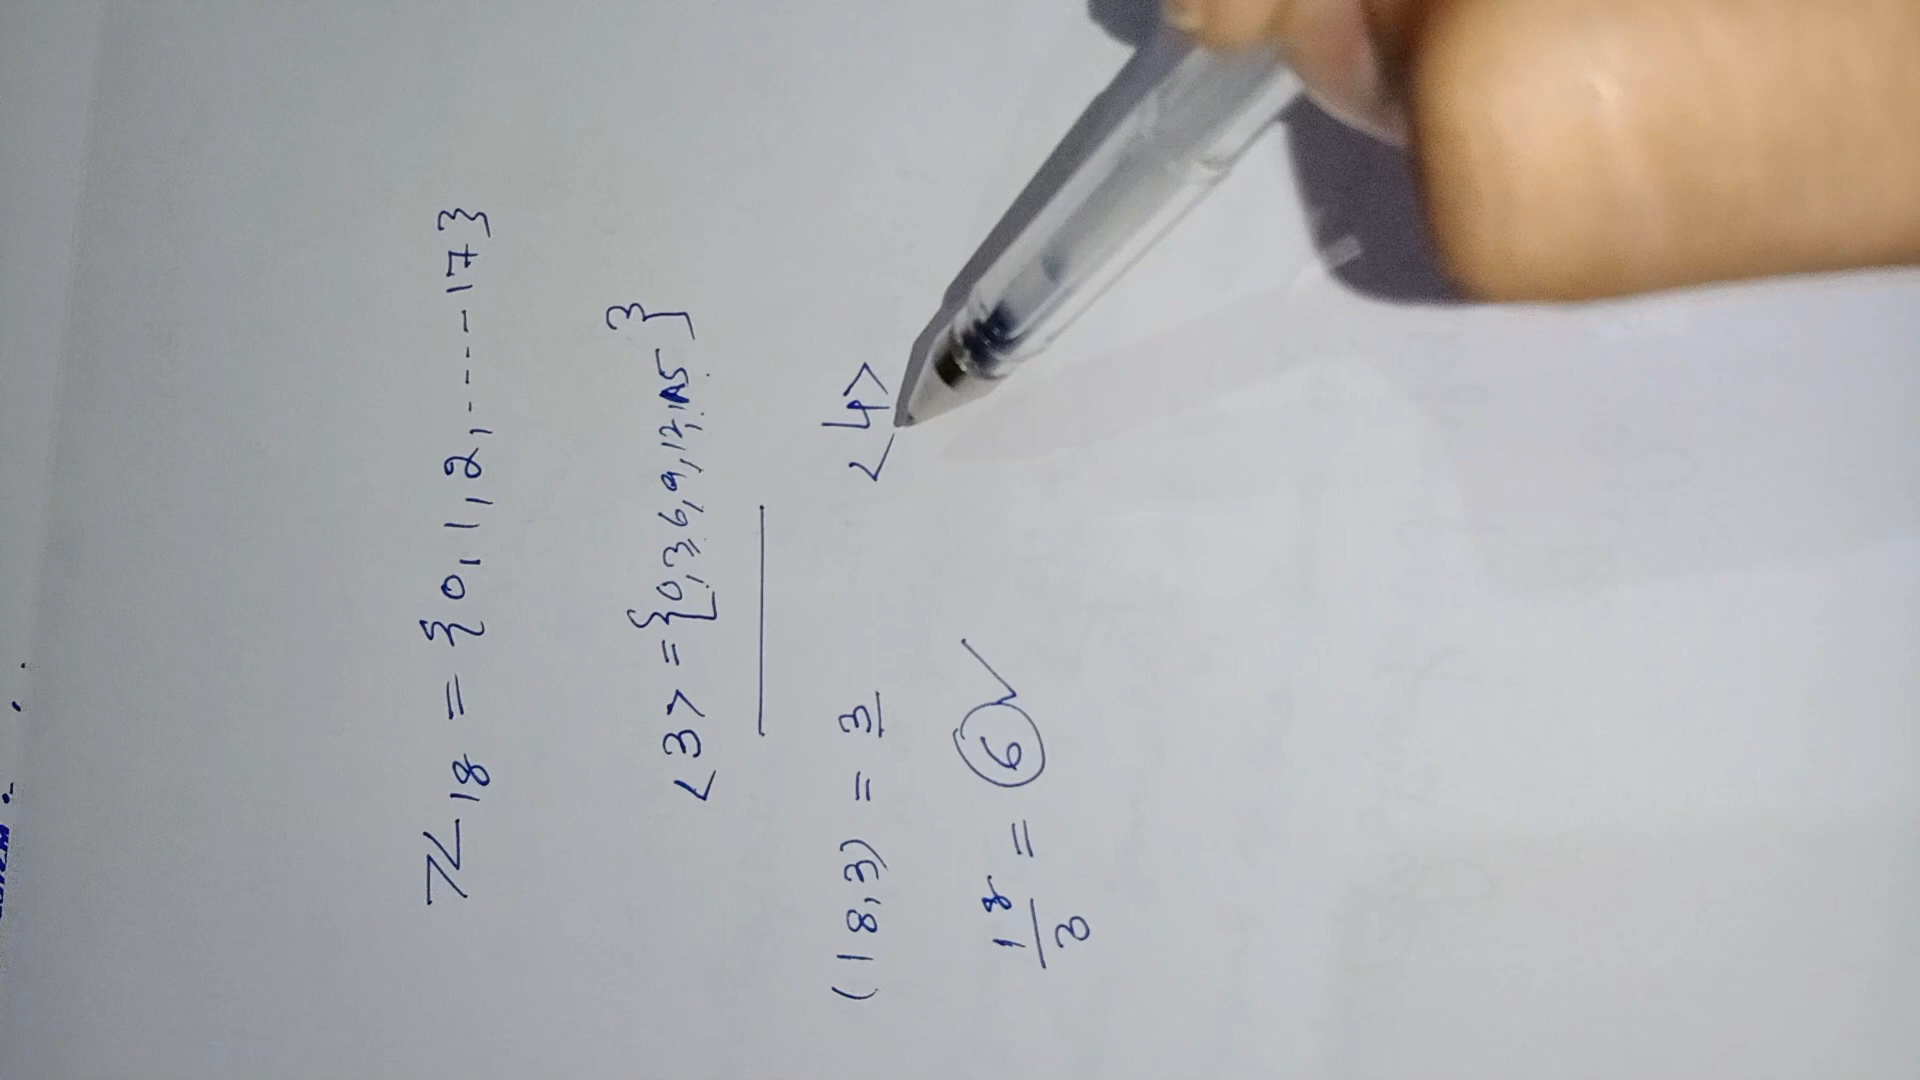 ℤ18 = {0, 1, 2, ---- 17}
<3> = {[0, 3, 6, 9, 12, 15]}
(18, 3) = 3 <4>
18/3 = 6 ✓